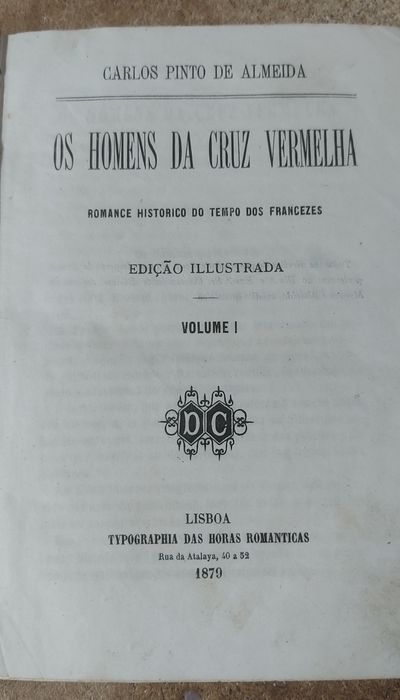 CARLOS PINTO DE ALMEIDA
OS HOMENS DA CRUZ VERMELHA
ROMANCE HISTORICO DO TEMPO DOS FRANCEZES
EDIÇÃO ILLUSTRADA
VOLUME I
DC
LISBOA
TYPOGRAPHIA DAS HORAS ROMANTICAS
Rua da Atalaya, 40 a 52
1879